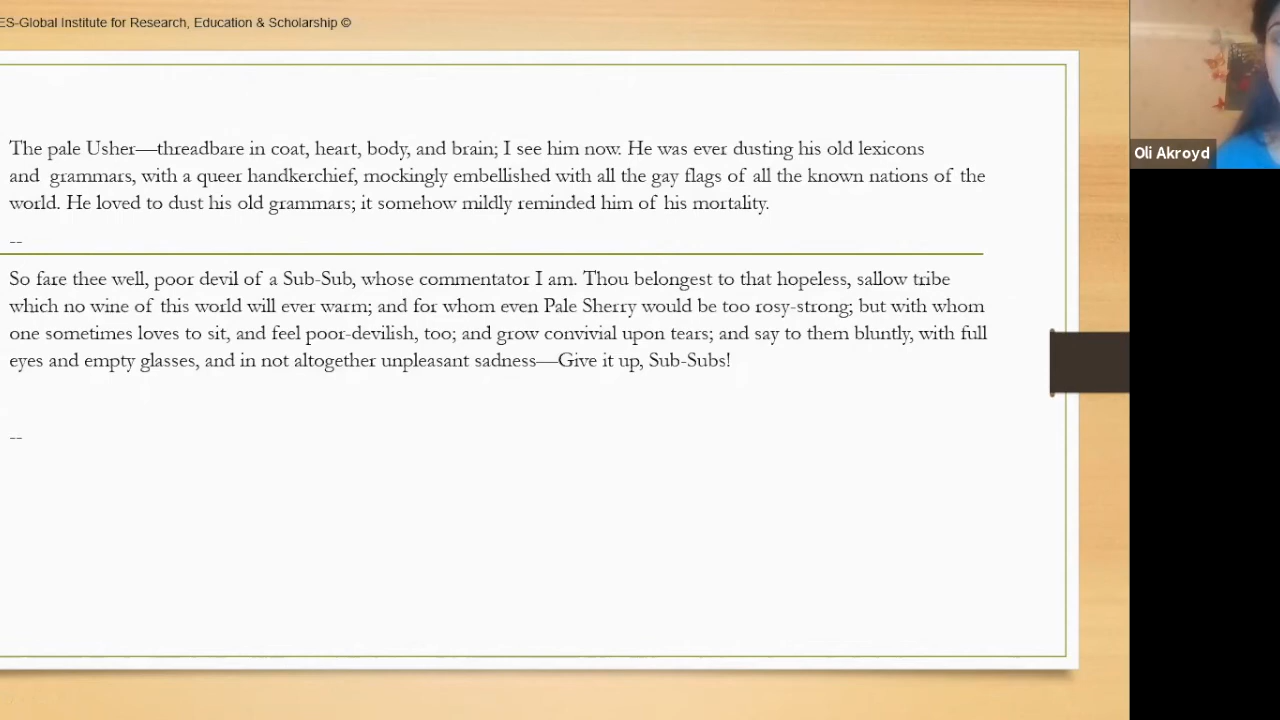 ES-Global Institute for Research, Education & Scholarship ©
The pale Usher—threadbare in coat, heart, body, and brain; I see him now. He was ever dusting his old lexicons
and grammars, with a queer handkerchief, mockingly embellished with all the gay flags of all the known nations of the
world. He loved to dust his old grammars; it somehow mildly reminded him of his mortality.
--
So fare thee well, poor devil of a Sub-Sub, whose commentator I am. Thou belongest to that hopeless, sallow tribe
which no wine of this world will ever warm; and for whom even Pale Sherry would be too rosy-strong; but with whom
one sometimes loves to sit, and feel poor-devilish, too; and grow convivial upon tears; and say to them bluntly, with full
eyes and empty glasses, and in not altogether unpleasant sadness—Give it up, Sub-Subs!
--
Oli Akroyd